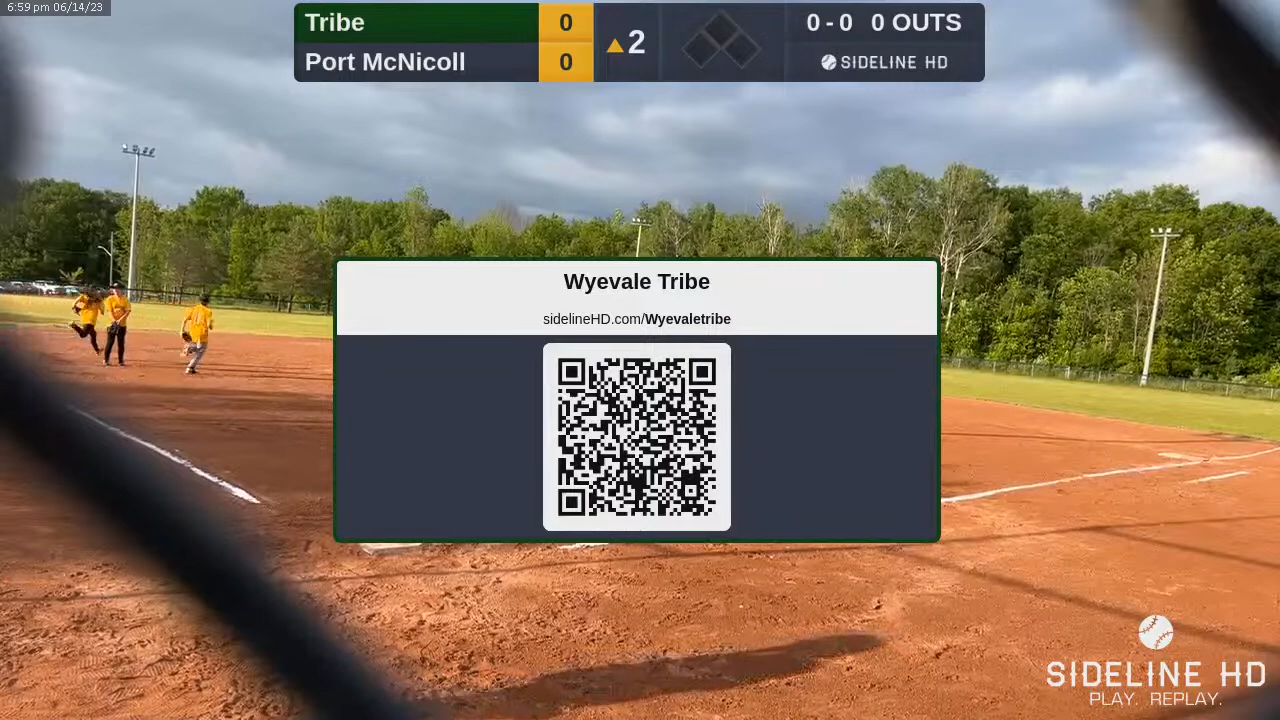 6:59 pm 06/14/23
Tribe 0
Port McNicoll 0
▲2
0 - 0 0 OUTS
SIDELINE HD
Wyevale Tribe
sidelineHD.com/Wyevaletribe
SIDELINE HD
PLAY. REPLAY.